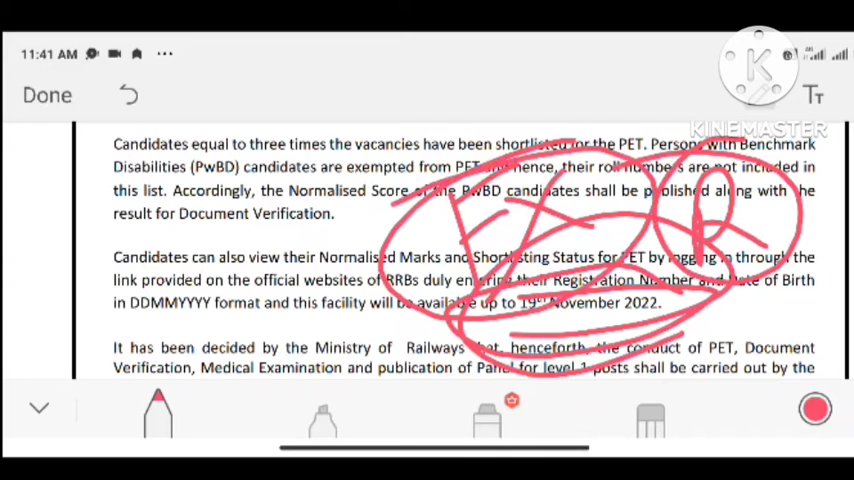 11:41 AM
K
Done
Tт
KINEMASTER
Candidates equal to three times the vacancies have been shortlisted for the PET. Persons with Benchmark
Disabilities (PwBD) candidates are exempted from PET and hence, their roll numbers are not included in
this list. Accordingly, the Normalised Score of the PwBD candidates shall be published along with the
result for Document Verification.
Candidates can also view their Normalised Marks and Shortlisting Status for PET by logging in through the
link provided on the official websites of RRBs duly entering their Registration Number and Date of Birth
in DDMMYYYY format and this facility will be available up to 19th November 2022.
It has been decided by the Ministry of Railways that, henceforth, the conduct of PET, Document
Verification, Medical Examination and publication of Panel for level 1 posts shall be carried out by the